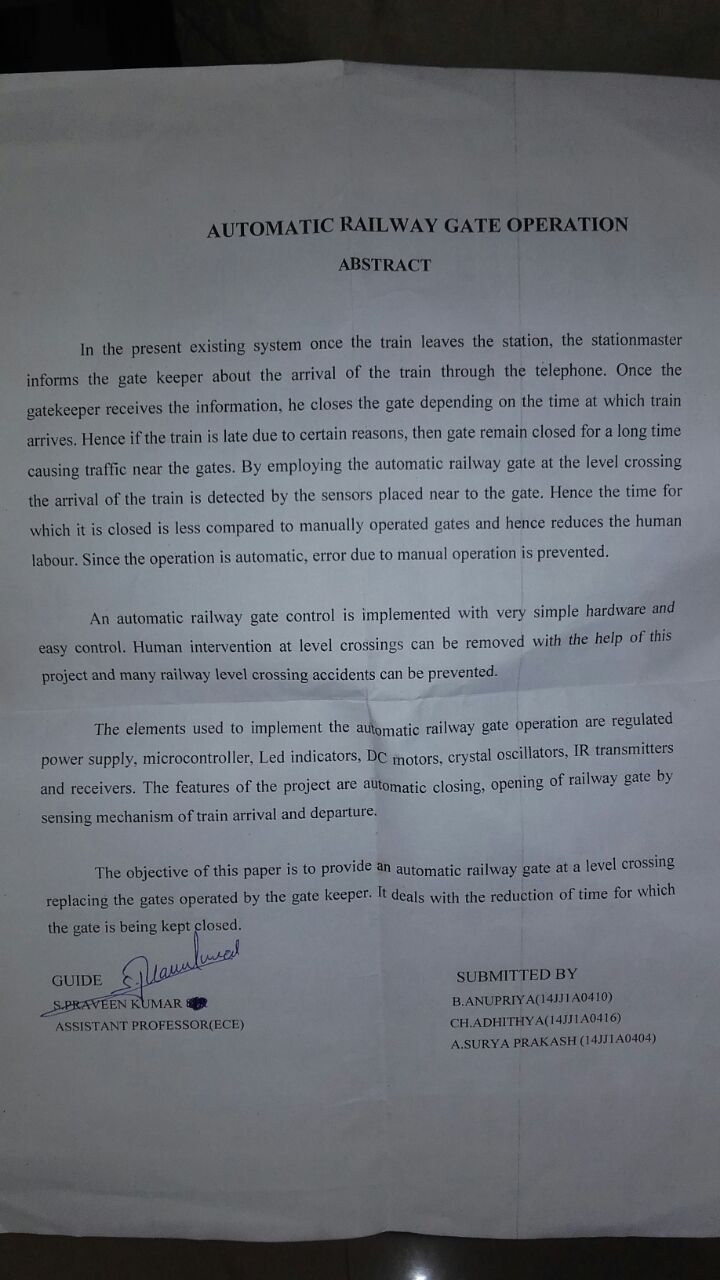 AUTOMATIC RAILWAY GATE OPERATION
ABSTRACT
In the present existing system once the train leaves the station, the stationmaster
informs the gate keeper about the arrival of the train through the telephone. Once the
gatekeeper receives the information, he closes the gate depending on the time at which train
arrives. Hence if the train is late due to certain reasons, then gate remain closed for a long time
causing traffic near the gates. By employing the automatic railway gate at the level crossing
the arrival of the train is detected by the sensors placed near to the gate. Hence the time for
which it is closed is less compared to manually operated gates and hence reduces the human
labour. Since the operation is automatic, error due to manual operation is prevented.
An automatic railway gate control is implemented with very simple hardware and
easy control. Human intervention at level crossings can be removed with the help of this
project and many railway level crossing accidents can be prevented.
The elements used to implement the automatic railway gate operation are regulated
power supply, microcontroller, Led indicators, DC motors, crystal oscillators, IR transmitters
and receivers. The features of the project are automatic closing, opening of railway gate by
sensing mechanism of train arrival and departure.
The objective of this paper is to provide an automatic railway gate at a level crossing
replacing the gates operated by the gate keeper. It deals with the reduction of time for which
the gate is being kept closed.
GUIDE
S.PRAVEEN KUMAR
ASSISTANT PROFESSOR(ECE)
SUBMITTED BY
B.ANUPRIYA(14JJ1A0410)
CH.ADHITHYA(14JJ1A0416)
A.SURYA PRAKASH (14JJ1A0404)